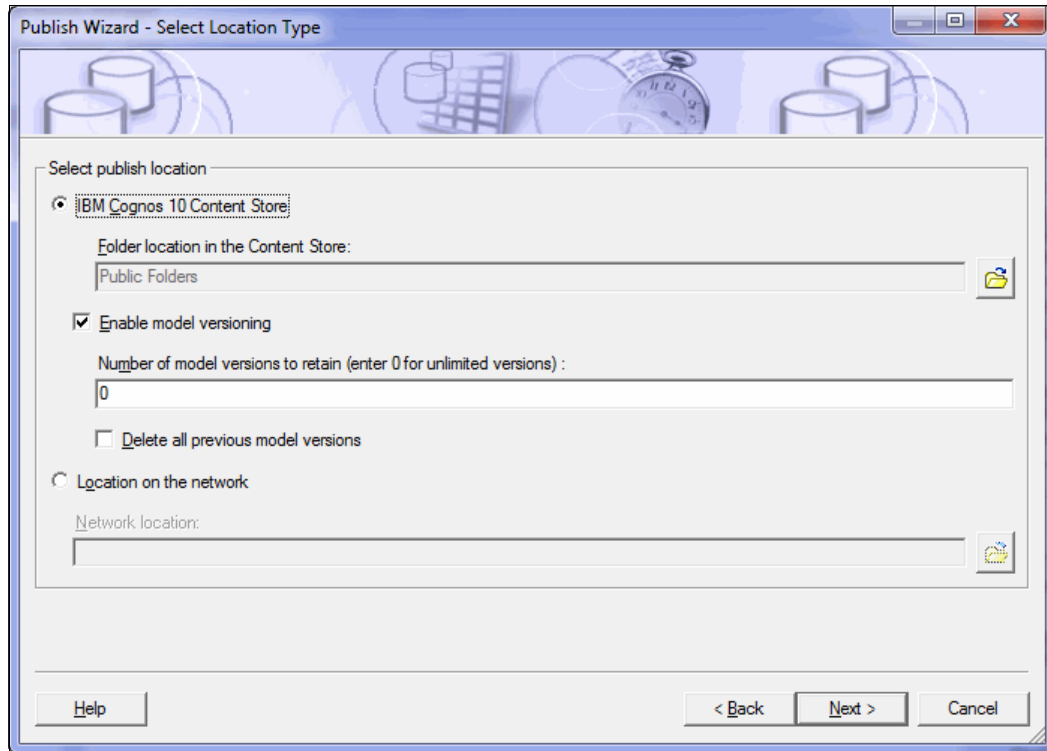 Publish Wizard - Select Location Type
Select publish location
IBM Cognos 10 Content Store
Folder location in the Content Store:
Public Folders
Enable model versioning
Number of model versions to retain (enter 0 for unlimited versions) :
0
Delete all previous model versions
Location on the network
Network location:
Help
< Back
Next >
Cancel